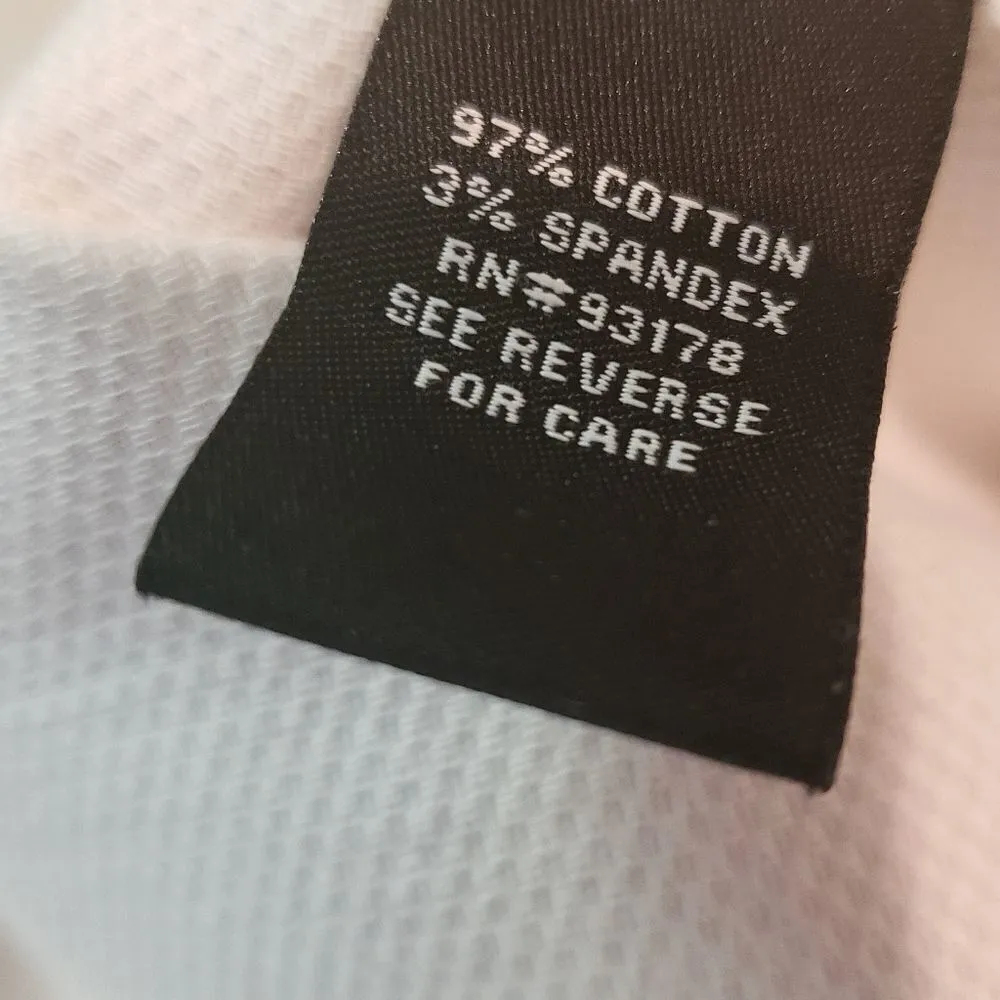 97% COTTON
3% SPANDEX
RN#93178
SEE REVERSE
FOR CARE